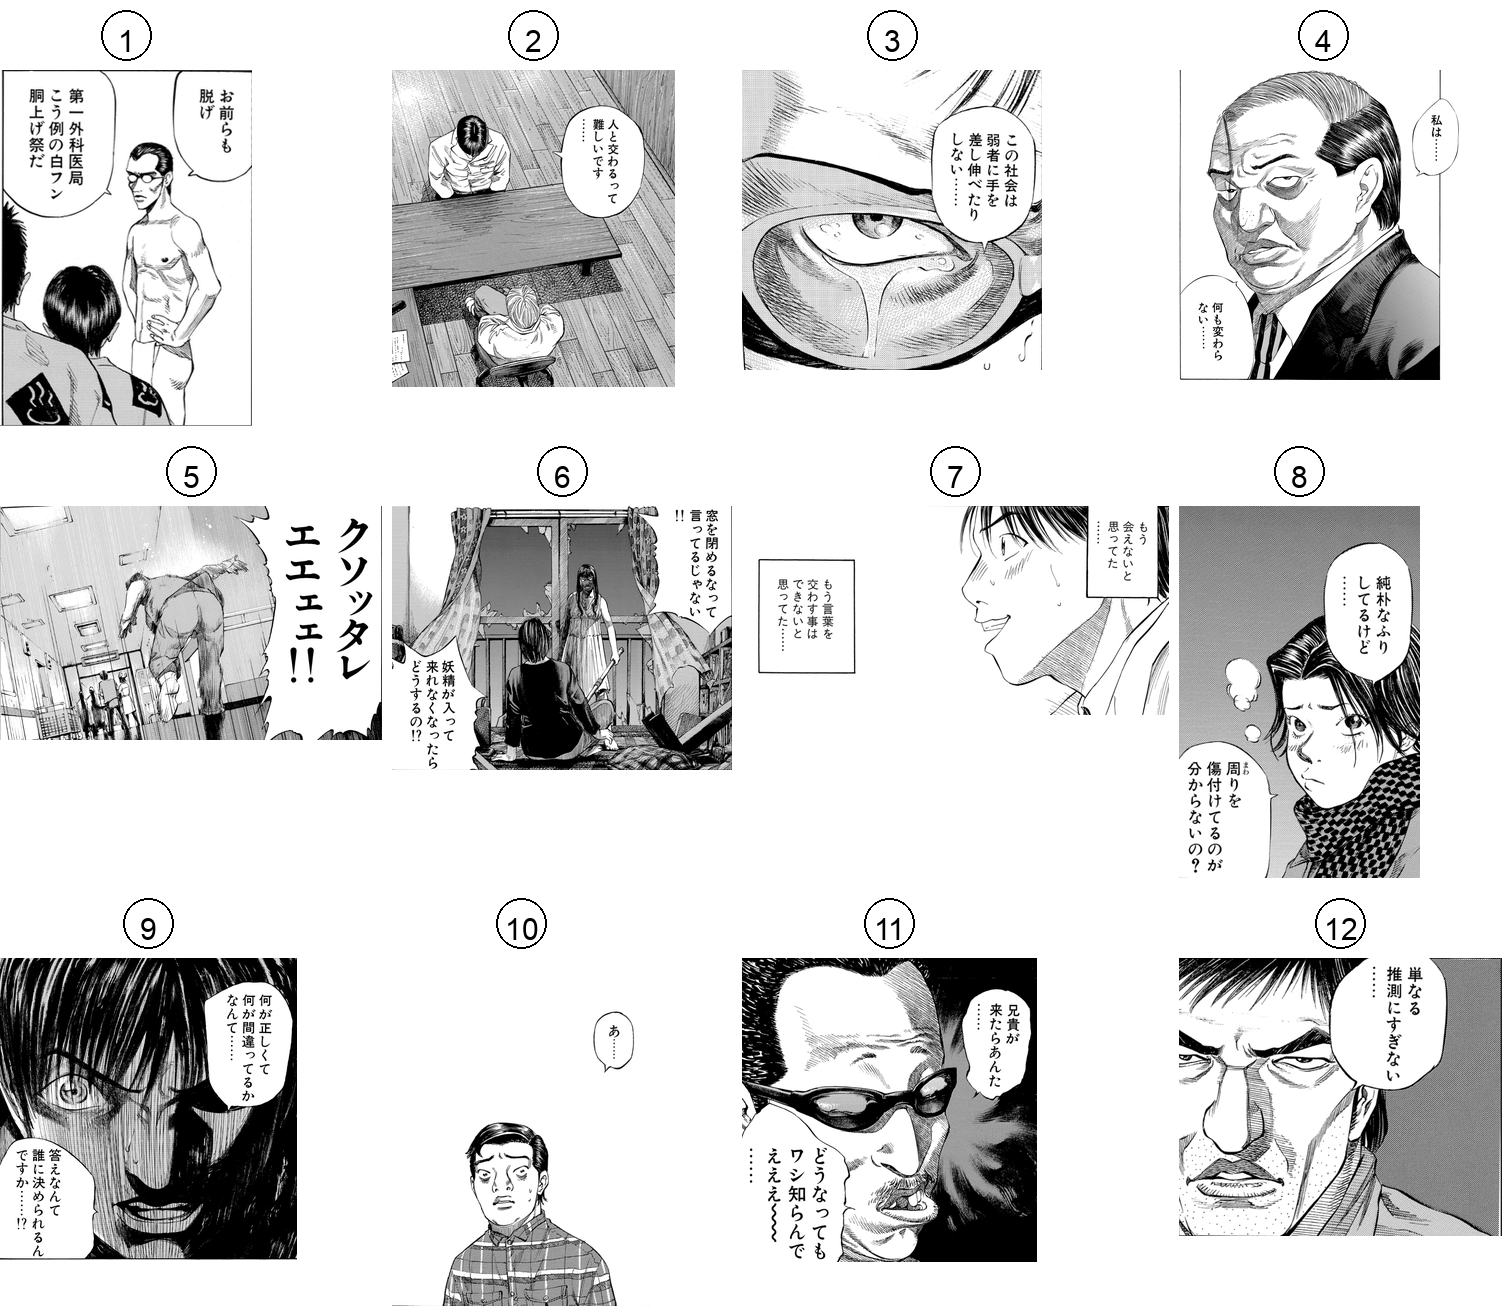 1
お前らも
脱げ
第一外科医局
こう例の白フン
胴上げ祭だ
2
人と交わるって
難しいです
……
3
この社会は
弱者に手を
差し伸べたり
しない……
4
私は……
何も変わら
ない………
5
クソッタレ
エエェェ!!
6
窓を閉めるなって
言ってるじゃない
!!
妖精が入って
来れなくなったら
どうするの!?
7
もう
会えないと
思ってた
……
もう言葉を
交わす事は
できないと
思ってた……
8
純朴なふり
してるけど
……
周りを
まわ
傷付けてるのが
分からないの?
9
何が正しくて
何が間違ってるか
なんて……
答えなんて
誰に決められるん
ですか……!?
10
あ……
11
兄貴が
来たらあんた
……
どうなっても
ワシ知らんで
えええ〜〜〜
……
12
単なる
推測にすぎない
……